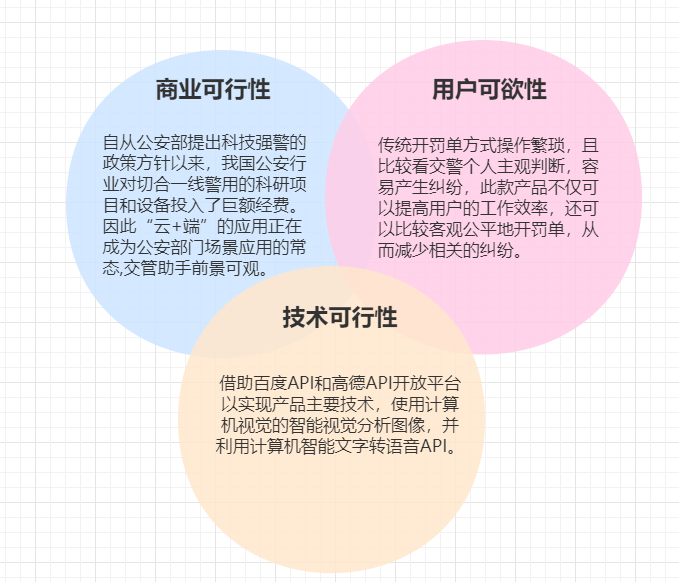 商业可行性
自从公安部提出科技强警的
政策方针以来，我国公安行
业对切合一线警用的科研项
目和设备投入了巨额经费。
因此“云+端”的应用正在
成为公安部门场景应用的常
态,交管助手前景可观。
用户可欲性
传统开罚单方式操作繁琐，且
比较看交警个人主观判断，容
易产生纠纷，此款产品不仅可
以提高用户的工作效率，还可
以比较客观公平地开罚单，从
而减少相关的纠纷。
技术可行性
借助百度API和高德API开放平台
以实现产品主要技术，使用计算
机视觉的智能视觉分析图像，并
利用计算机智能文字转语音API。